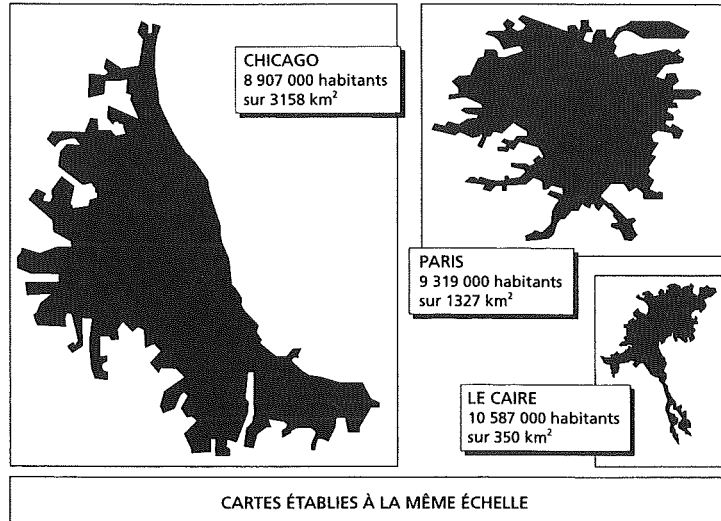 CHICAGO
8 907 000 habitants
sur 3158 km²
PARIS
9 319 000 habitants
sur 1327 km²
LE CAIRE
10 587 000 habitants
sur 350 km²
CARTES ÉTABLIES À LA MÊME ÉCHELLE